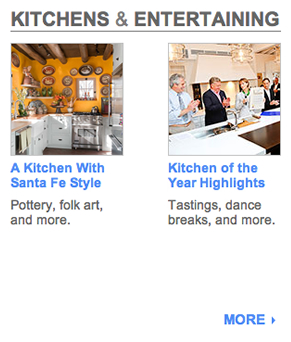 KITCHENS & ENTERTAINING
A Kitchen With
Santa Fe Style
Pottery, folk art,
and more.
Kitchen of the
Year Highlights
Tastings, dance
breaks, and more.
MORE